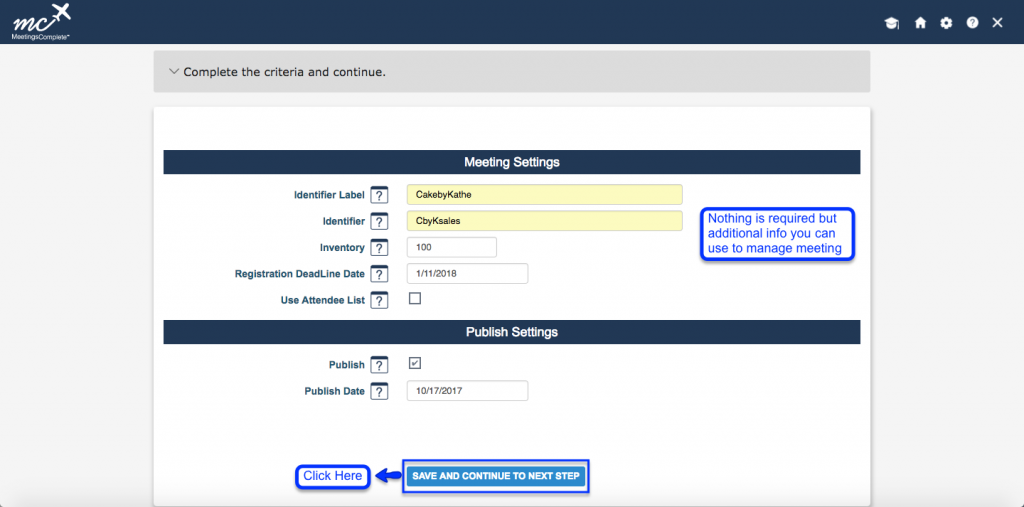 mc
MeetingsComplete™
Complete the criteria and continue.
Meeting Settings
Identifier Label ? CakebyKathe
Identifier ? CbyKsales
Inventory ? 100
Registration DeadLine Date ? 1/11/2018
Use Attendee List ?
Nothing is required but
additional info you can
use to manage meeting
Publish Settings
Publish ?
Publish Date ? 10/17/2017
Click Here
SAVE AND CONTINUE TO NEXT STEP